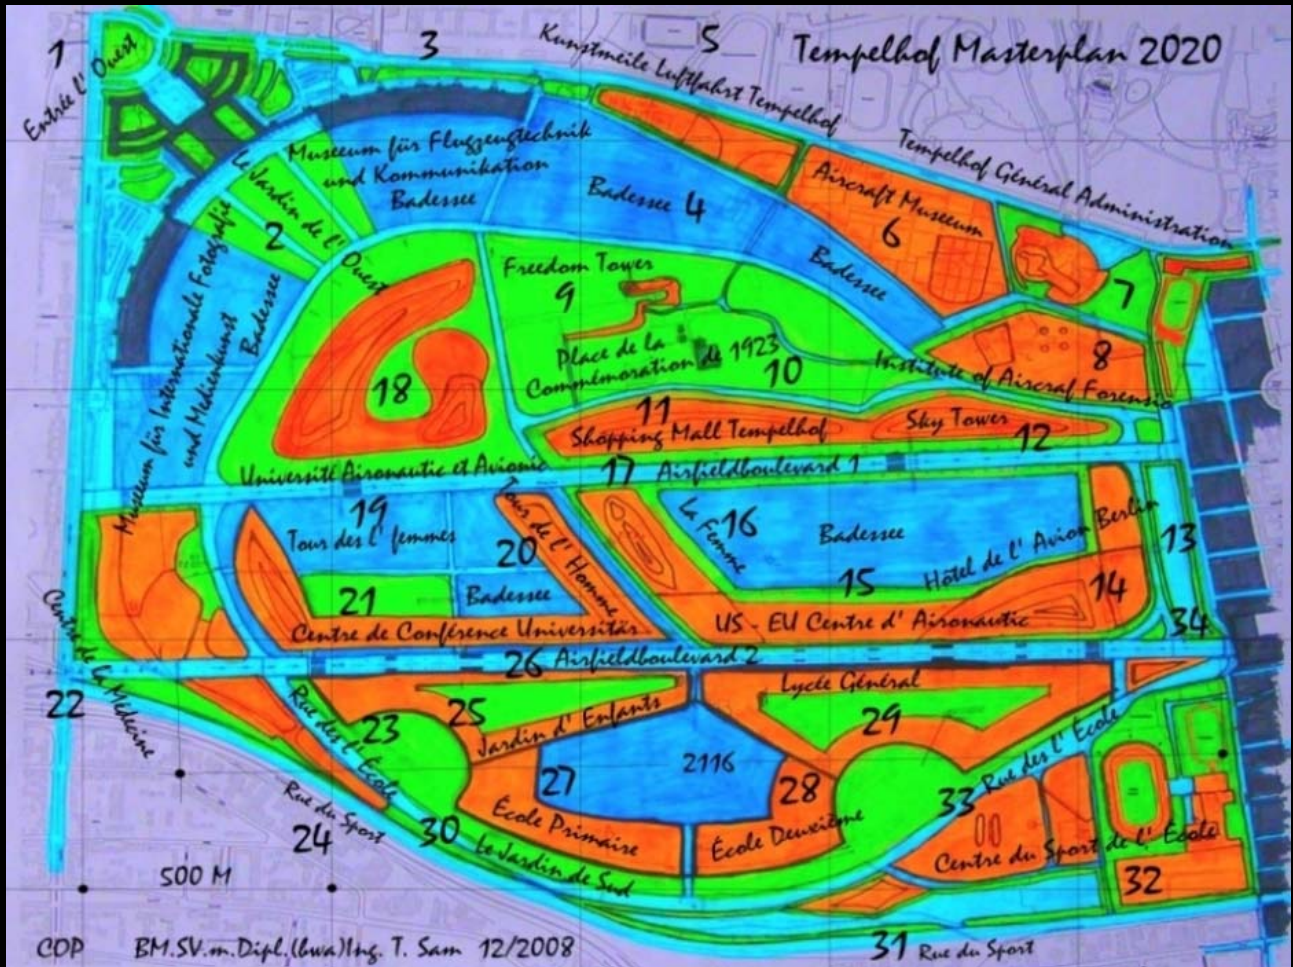 Tempelhof Masterplan 2020
1
Entrée l' Ouest
3
5
Kunstmeile Luftfahrt Tempelhof
Tempelhof Général Administration
Museeum für Flugzeugtechnik
und Kommunikation
Badessee
le Jardin de l' Ouest
2
Badessee 4
Aircraft Museeum
6
Badessee
7
Museeum für Internationale Fotografie
und Medienkunst
Badessee
Freedom Tower
9
Place de la
Commémoration de 1923
10
Institute of Aircraf Forensic
8
18
11
Shopping Mall Tempelhof
Sky Tower
12
Université Aironautic et Avionic
17 Airfieldboulevard 1
19
Tour des l' femmes
20
Tour de l' Homme
La Femme
16
Badessee
Hôtel de l' Avion Berlin
13
21
Badessee
15
14
Centre de Conférence Universitär
US - EU Centre d' Aironautic
34
26 Airfieldboulevard 2
Centre de la Médecine
22
Rue des l' École
23
25
Jardin d' Enfants
Lycée Général
29
27
2116
28
Rue des l' École
33
École Primaire
École Deuxième
Rue du Sport
24
30
Le Jardin de Sud
Centre du Sport de l' École
32
500 M
31 Rue du Sport
COP BM.SV.m.Dipl.(bwa)Ing. T. Sam 12/2008